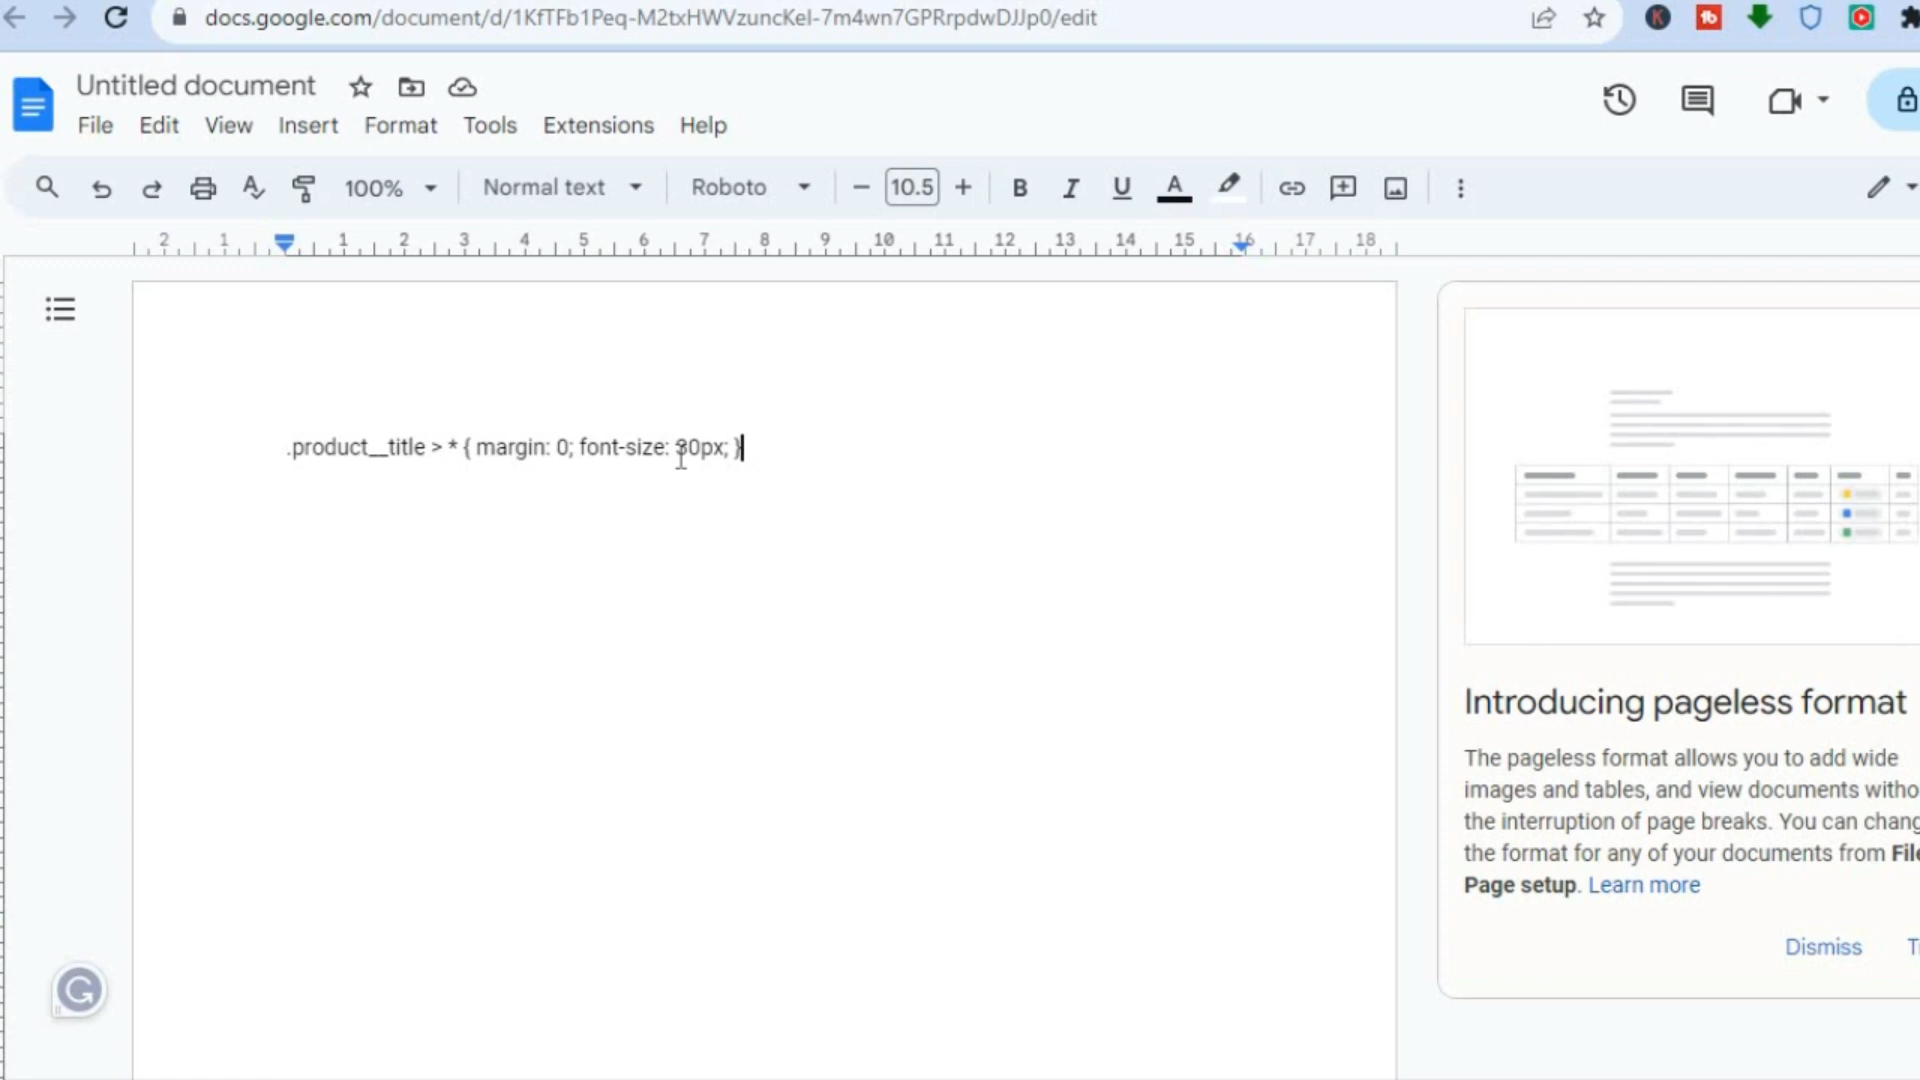 docs.google.com/document/d/1KfTFb1Peq-M2txHWVzuncKel-7m4wn7GPRrpdwDJJp0/edit
Untitled document
File Edit View Insert Format Tools Extensions Help
100% Normal text Roboto 10.5 B I U A
2 1 1 2 3 4 5 6 7 8 9 10 11 12 13 14 15 16 17 18
.product__title > * { margin: 0; font-size: 30px; }
Introducing pageless format
The pageless format allows you to add wide
images and tables, and view documents witho
the interruption of page breaks. You can chang
the format for any of your documents from File
Page setup. Learn more
Dismiss